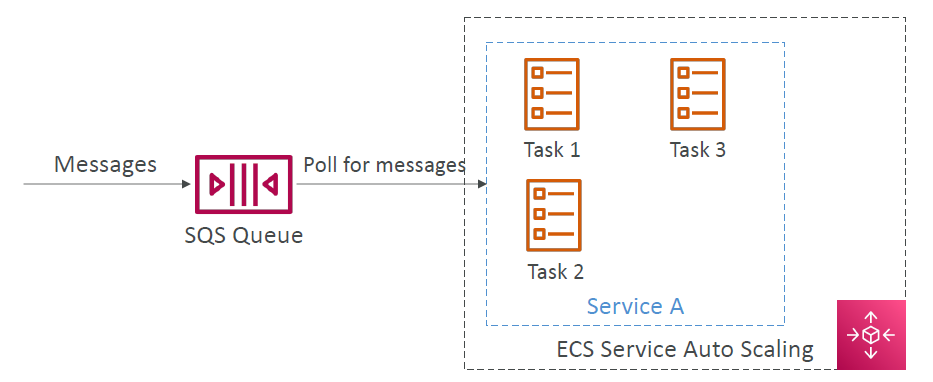 Messages
SQS Queue
Poll for messages
Task 1
Task 3
Task 2
Service A
ECS Service Auto Scaling